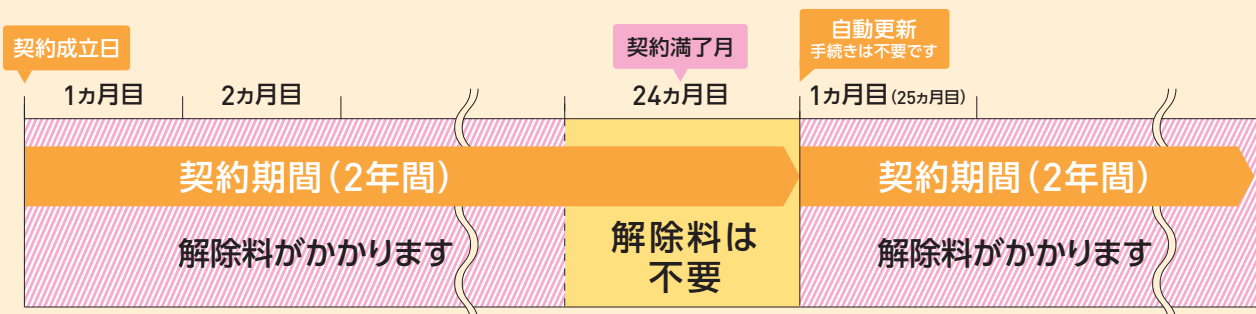 契約成立日
契約満了月
自動更新
手続きは不要です
1ヵ月目
2ヵ月目
24ヵ月目
1ヵ月目(25ヵ月目)
契約期間(2年間)
契約期間(2年間)
解除料がかかります
解除料は
不要
解除料がかかります